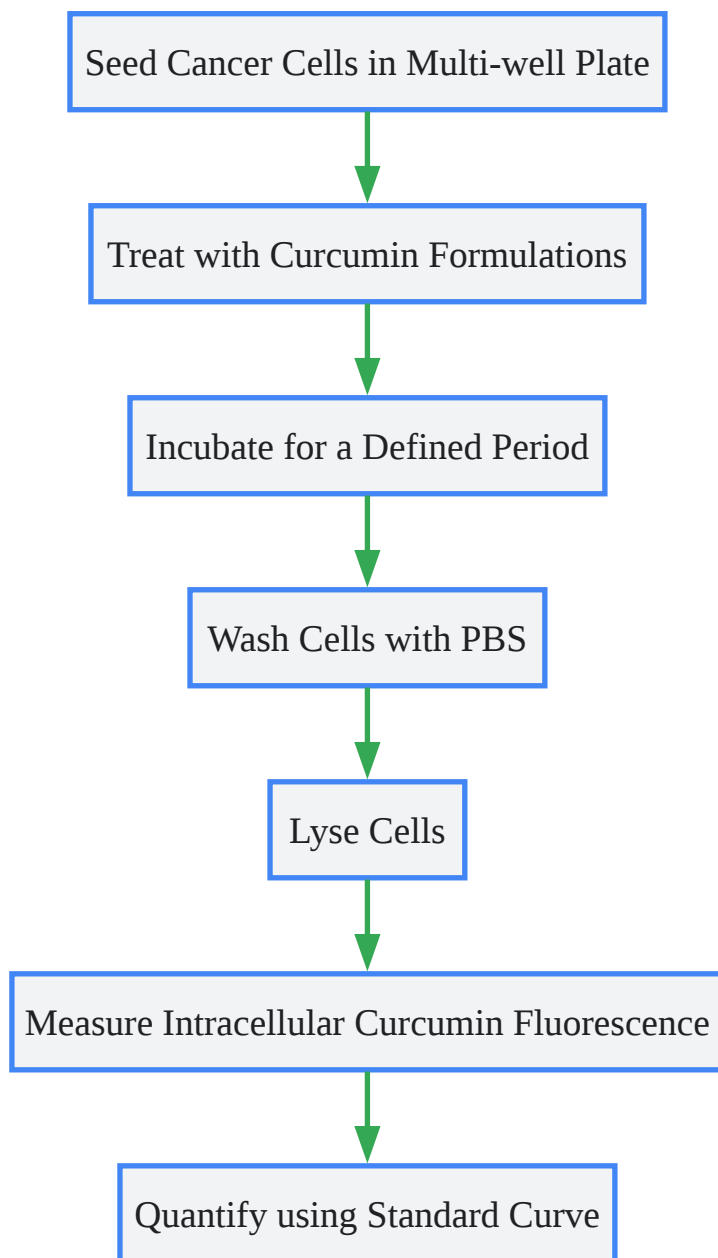 Seed Cancer Cells in Multi-well Plate
Treat with Curcumin Formulations
Incubate for a Defined Period
Wash Cells with PBS
Lyse Cells
Measure Intracellular Curcumin Fluorescence
Quantify using Standard Curve